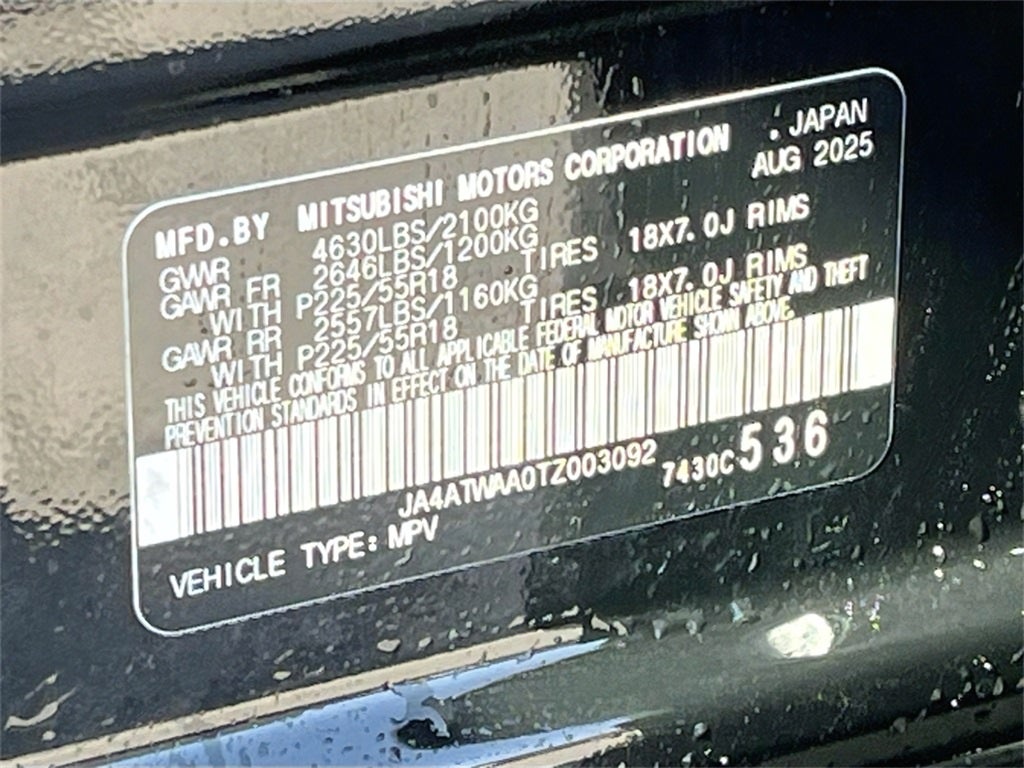 MFD.BY MITSUBISHI MOTORS CORPORATION . JAPAN
AUG 2025
GVWR 4630LBS/2100KG
GAWR FR 2646LBS/1200KG
WITH P225/55R18 TIRES 18X7.0J RIMS
GAWR RR 2557LBS/1160KG
WITH P225/55R18 TIRES 18X7.0J RIMS
THIS VEHICLE CONFORMS TO ALL APPLICABLE FEDERAL MOTOR VEHICLE SAFETY AND THEFT
PREVENTION STANDARDS IN EFFECT ON THE DATE OF MANUFACTURE SHOWN ABOVE.
JA4ATWAA0TZ003092 7430C 536
VEHICLE TYPE: MPV